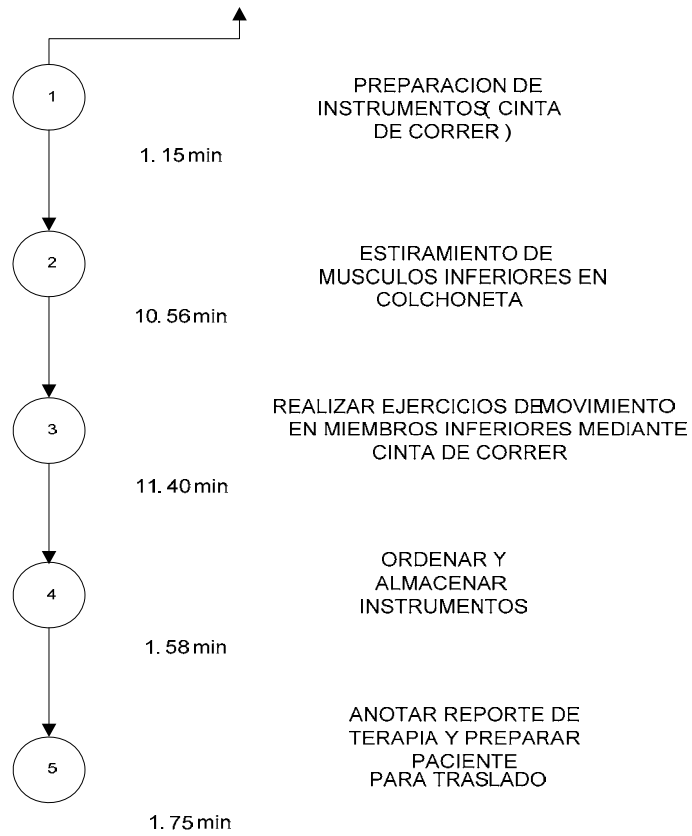 1
PREPARACION DE
INSTRUMENTOS( CINTA
DE CORRER )
1. 15 min
2
ESTIRAMIENTO DE
MUSCULOS INFERIORES EN
COLCHONETA
10. 56 min
3
REALIZAR EJERCICIOS DEMOVIMIENTO
EN MIEMBROS INFERIORES MEDIANTE
CINTA DE CORRER
11. 40 min
4
ORDENAR Y
ALMACENAR
INSTRUMENTOS
1. 58 min
5
ANOTAR REPORTE DE
TERAPIA Y PREPARAR
PACIENTE
PARA TRASLADO
1. 75 min